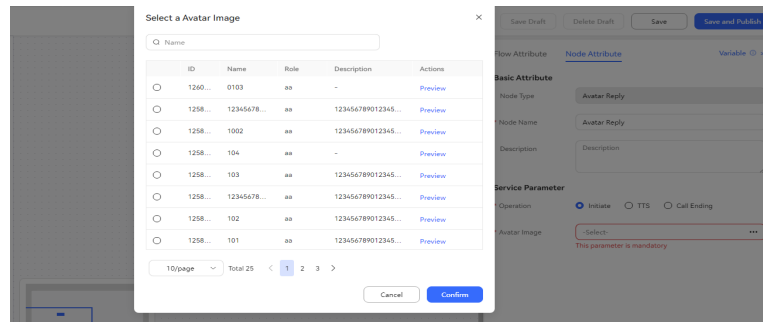 Select a Avatar Image
Name
ID Name Role Description Actions
1260... 0103 aa – Preview
1258... 12345678... aa 123456789012345... Preview
1258... 1002 aa 123456789012345... Preview
1258... 104 aa – Preview
1258... 103 aa 123456789012345... Preview
1258... 12345678... aa 123456789012345... Preview
1258... 102 aa 123456789012345... Preview
1258... 101 aa 123456789012345... Preview
10/page Total 25 < 1 2 3 >
Cancel Confirm
Save Draft Delete Draft Save Save and Publish
Flow Attribute Node Attribute Variable
Basic Attribute
Node Type Avatar Reply
* Node Name Avatar Reply
Description Description
Service Parameter
* Operation Initiate TTS Call Ending
* Avatar Image -Select- •••
This parameter is mandatory